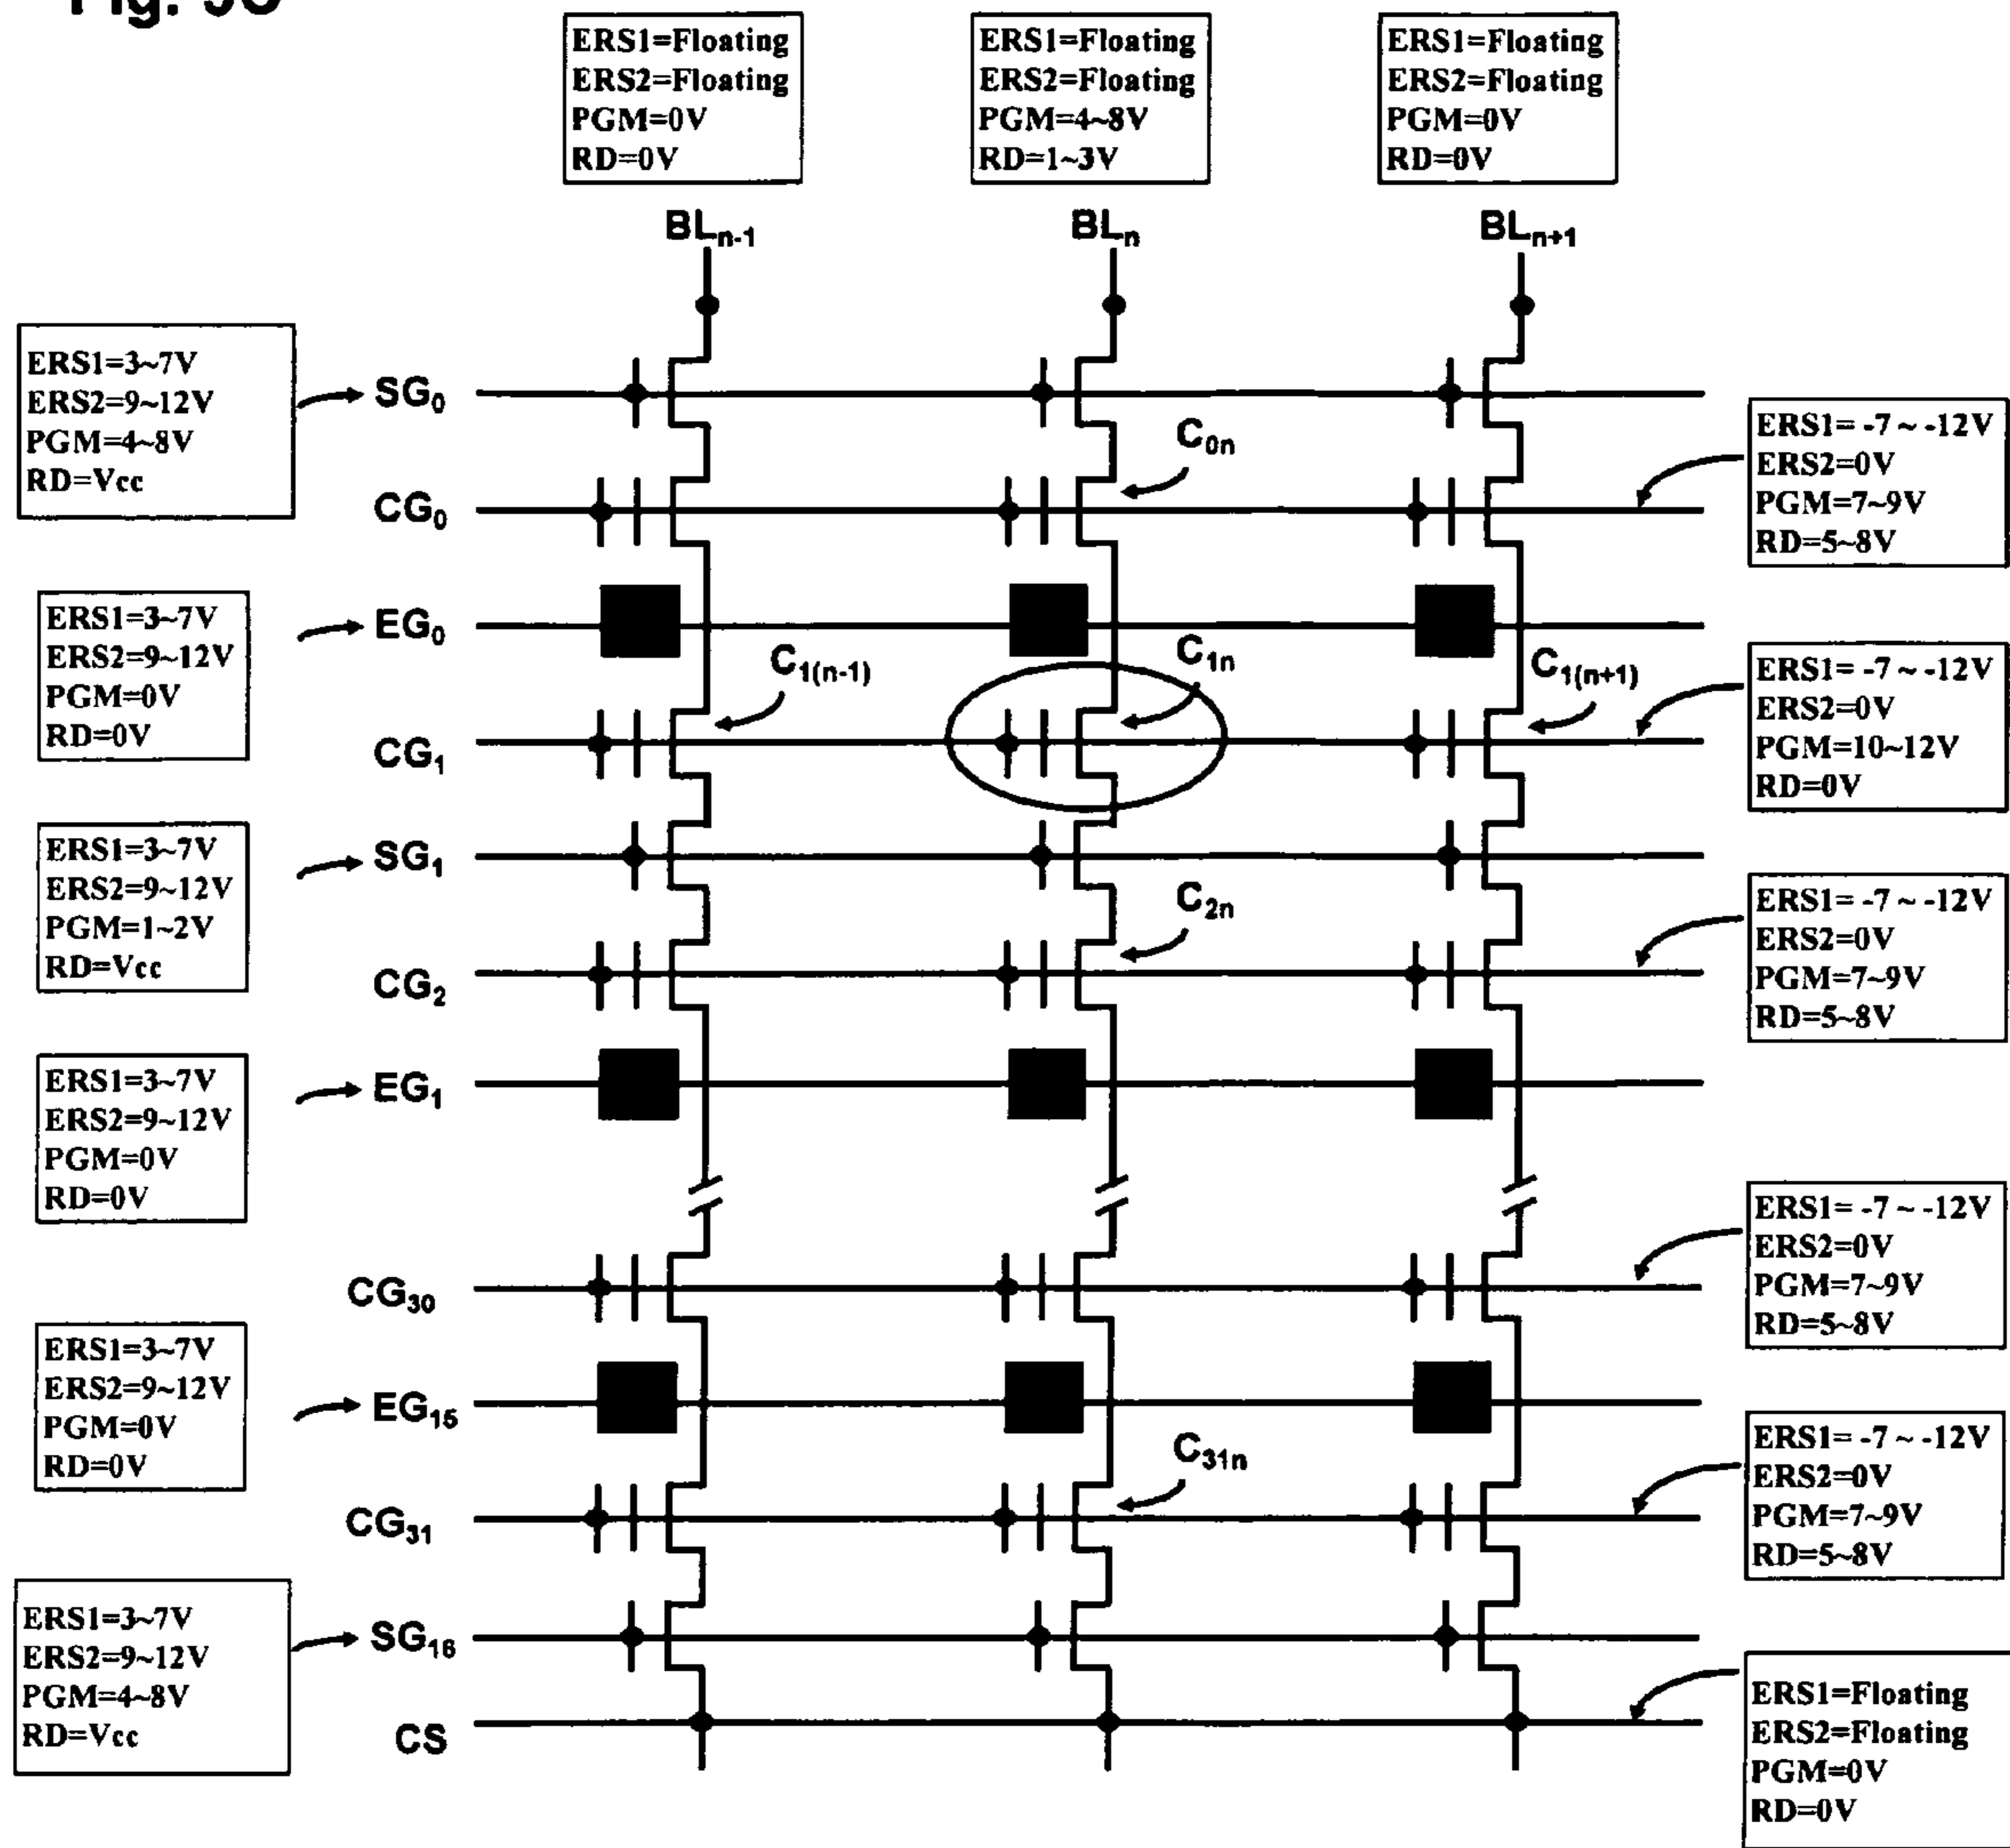 Fig.
ERS1=Floating
ERS2=Floating
PGM=0V
RD=0V
ERS1=Floating
ERS2=Floating
PGM=4~8V
RD=1~3V
ERS1=Floating
ERS2=Floating
PGM=0V
RD=0V
BLn-1
BLn
BLn+1
ERS1=3~7V
ERS2=9~12V
PGM=4~8V
RD=Vcc
SG0
C0n
CG0
ERS1= -7 ~ -12V
ERS2=0V
PGM=7~9V
RD=5~8V
ERS1=3~7V
ERS2=9~12V
PGM=0V
RD=0V
EG0
C1(n-1)
C1n
C1(n+1)
CG1
ERS1= -7 ~ -12V
ERS2=0V
PGM=10~12V
RD=0V
ERS1=3~7V
ERS2=9~12V
PGM=1~2V
RD=Vcc
SG1
C2n
CG2
ERS1= -7 ~ -12V
ERS2=0V
PGM=7~9V
RD=5~8V
ERS1=3~7V
ERS2=9~12V
PGM=0V
RD=0V
EG1
CG30
ERS1= -7 ~ -12V
ERS2=0V
PGM=7~9V
RD=5~8V
ERS1=3~7V
ERS2=9~12V
PGM=0V
RD=0V
EG15
C31n
CG31
ERS1= -7 ~ -12V
ERS2=0V
PGM=7~9V
RD=5~8V
ERS1=3~7V
ERS2=9~12V
PGM=4~8V
RD=Vcc
SG16
CS
ERS1=Floating
ERS2=Floating
PGM=0V
RD=0V